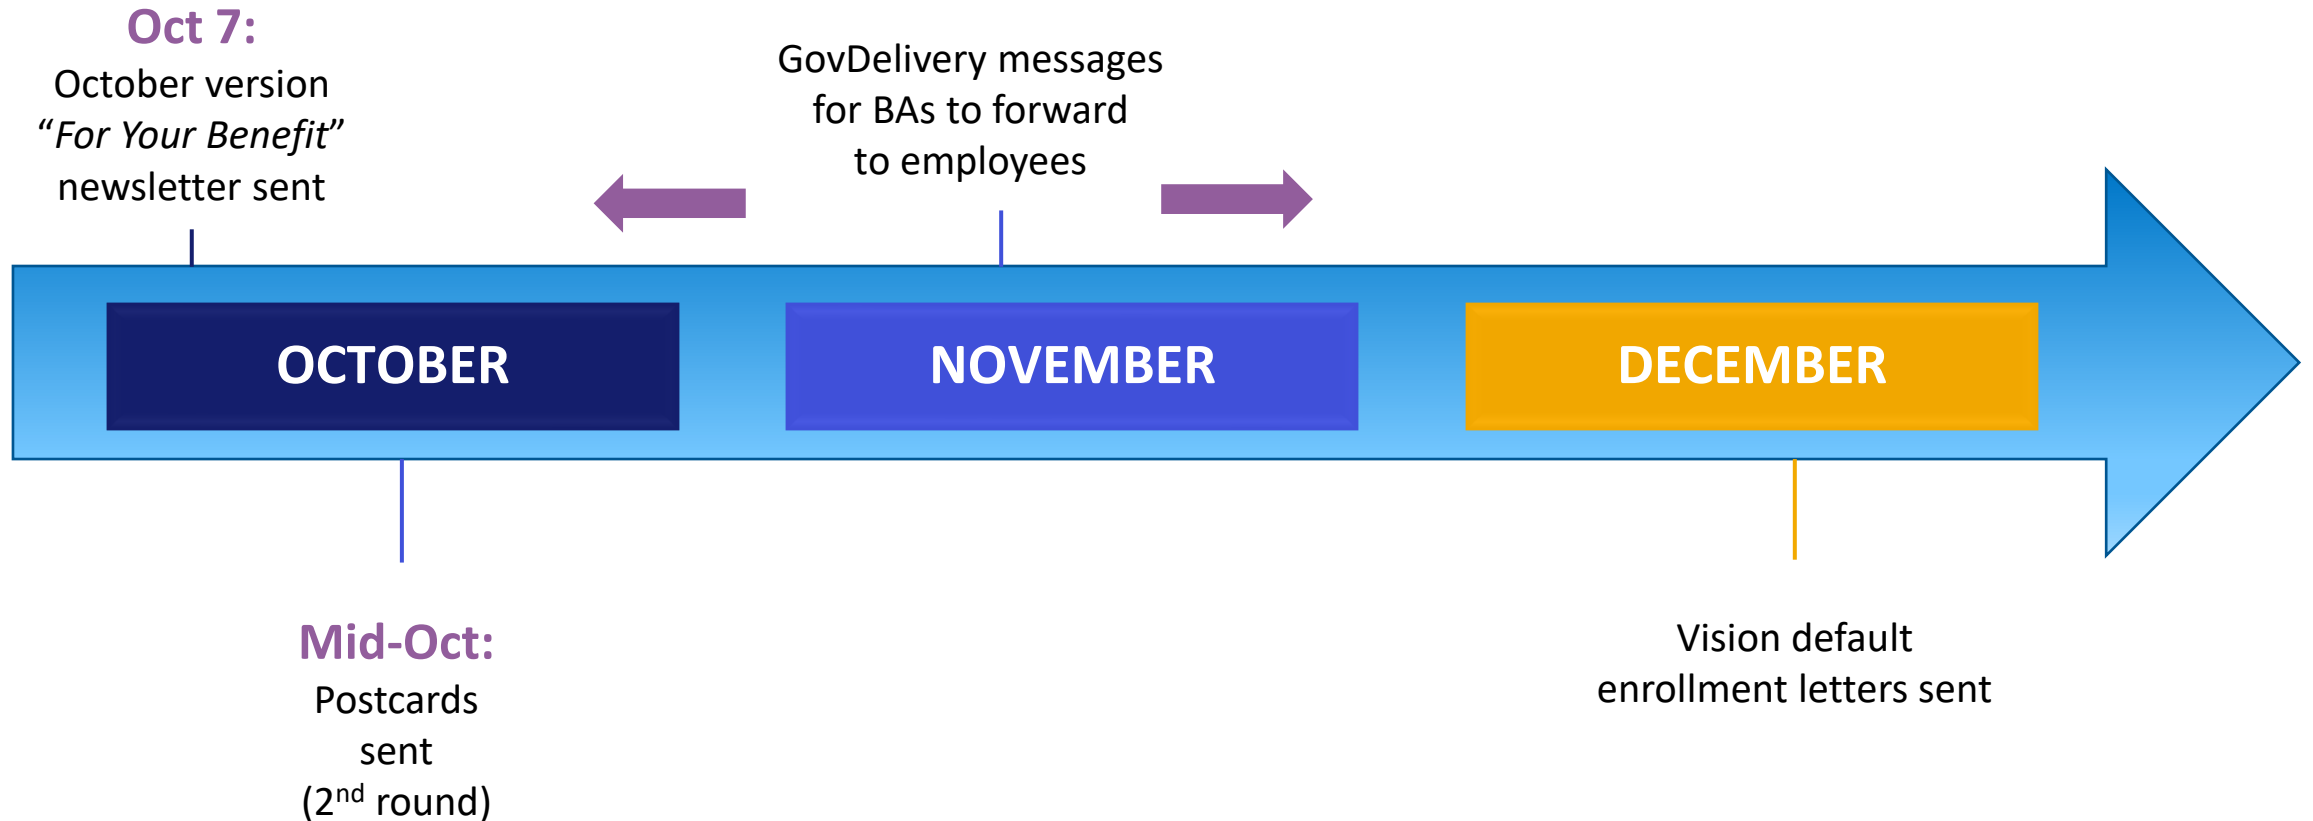 Oct 7:
October version
“For Your Benefit”
newsletter sent
GovDelivery messages
for BAs to forward
to employees
OCTOBER
NOVEMBER
DECEMBER
Mid-Oct:
Postcards
sent
(2nd round)
Vision default
enrollment letters sent